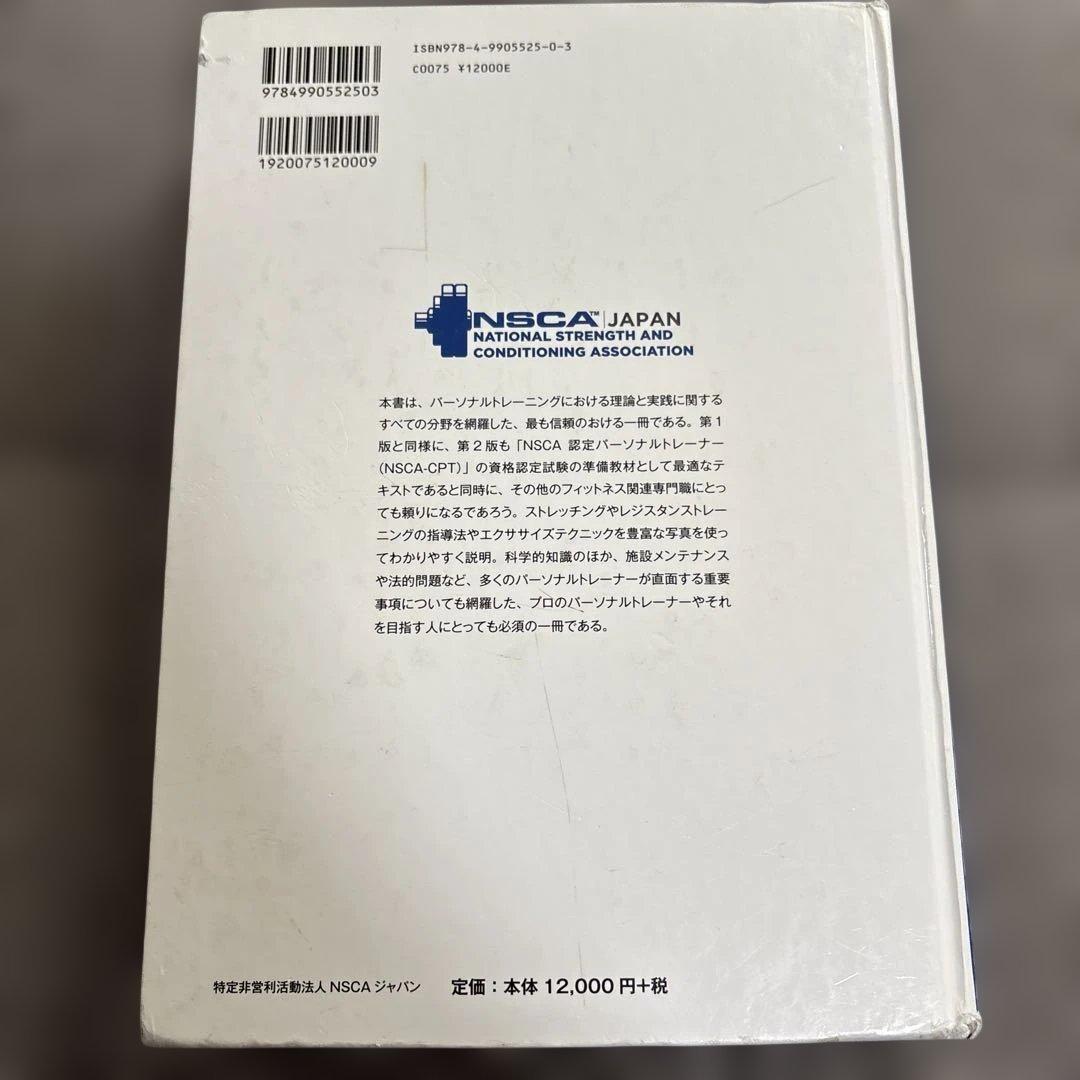 ISBN978-4-9905525-0-3
C0075 ¥12000E
9784990552503
1920075120009
NSCA™ JAPAN
NATIONAL STRENGTH AND
CONDITIONING ASSOCIATION
本書は、パーソナルトレーニングにおける理論と実践に関する
すべての分野を網羅した、最も信頼のおける一冊である。第1
版と同様に、第2版も「NSCA 認定パーソナルトレーナー
(NSCA-CPT)」の資格認定試験の準備教材として最適なテ
キストであると同時に、その他のフィットネス関連専門職にとっ
ても頼りになるであろう。ストレッチングやレジスタンストレー
ニングの指導法やエクササイズテクニックを豊富な写真を使っ
てわかりやすく説明。科学的知識のほか、施設メンテナンス
や法的問題など、多くのパーソナルトレーナーが直面する重要
事項についても網羅した、プロのパーソナルトレーナーやそれ
を目指す人にとっても必須の一冊である。
特定非営利活動法人 NSCA ジャパン
定価：本体 12,000 円+税